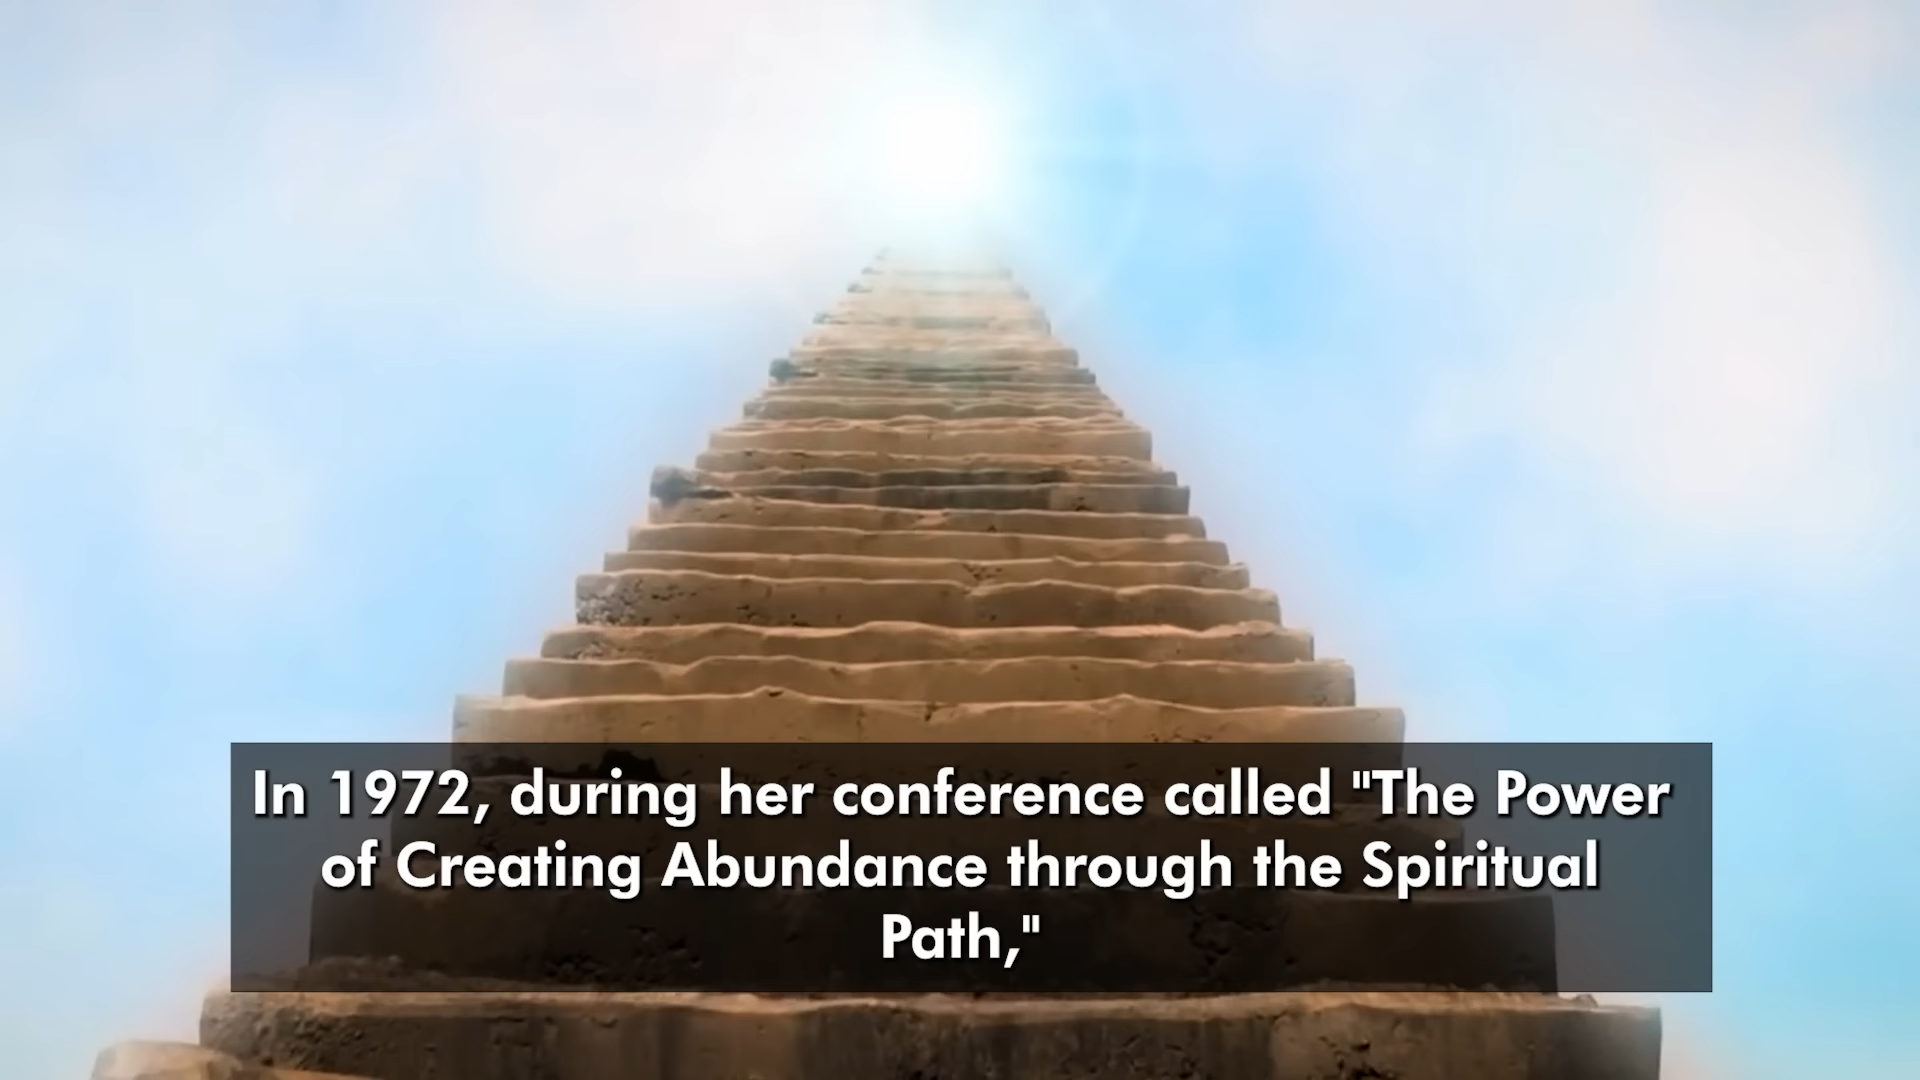 In 1972, during her conference called "The Power
of Creating Abundance through the Spiritual
Path,"